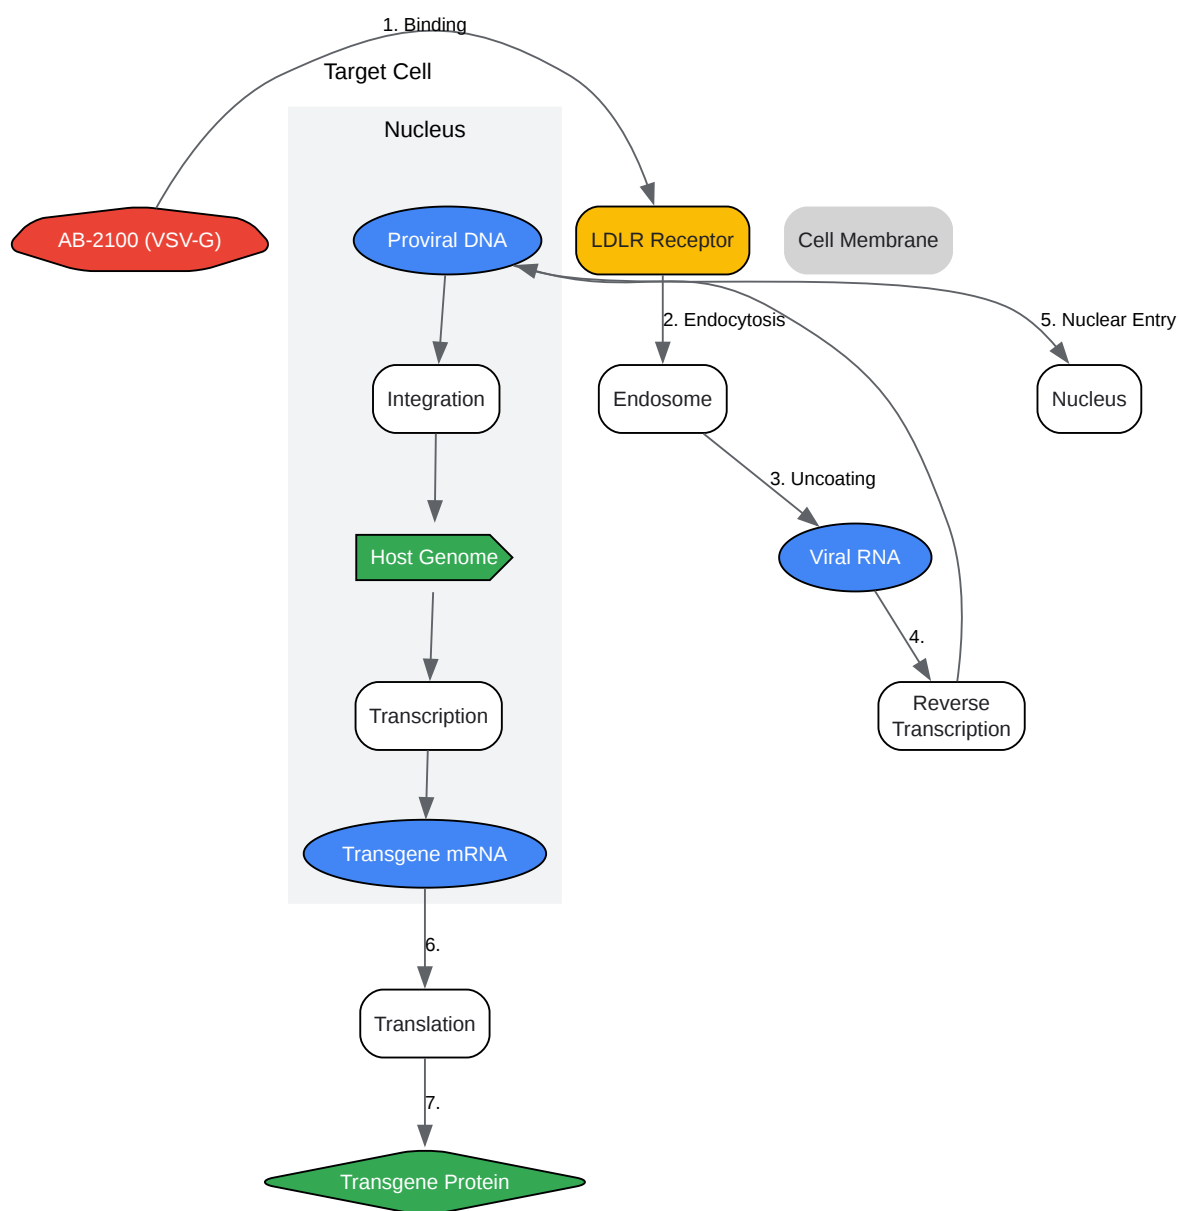 1. Binding
Target Cell
Nucleus
AB-2100 (VSV-G)
Proviral DNA
LDLR Receptor
Cell Membrane
2. Endocytosis
5. Nuclear Entry
Integration
Endosome
Nucleus
3. Uncoating
Host Genome
Viral RNA
4.
Transcription
Reverse
Transcription
Transgene mRNA
6.
Translation
7.
Transgene Protein